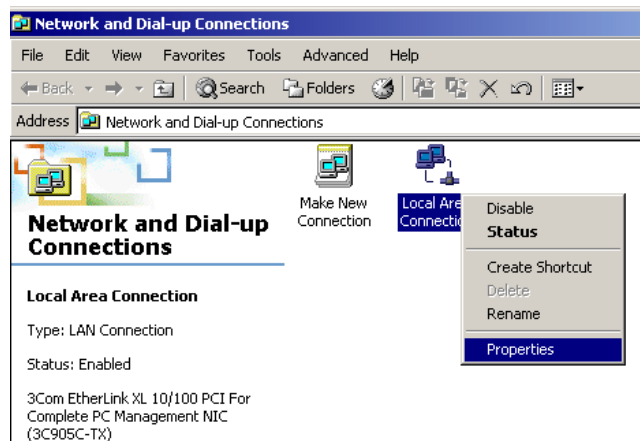 Network and Dial-up Connections
File Edit View Favorites Tools Advanced Help
Back Search Folders
Address Network and Dial-up Connections
Network and Dial-up
Connections
Local Area Connection
Type: LAN Connection
Status: Enabled
3Com EtherLink XL 10/100 PCI For
Complete PC Management NIC
(3C905C-TX)
Make New
Connection
Local Are
Connectio
Disable
Status
Create Shortcut
Delete
Rename
Properties